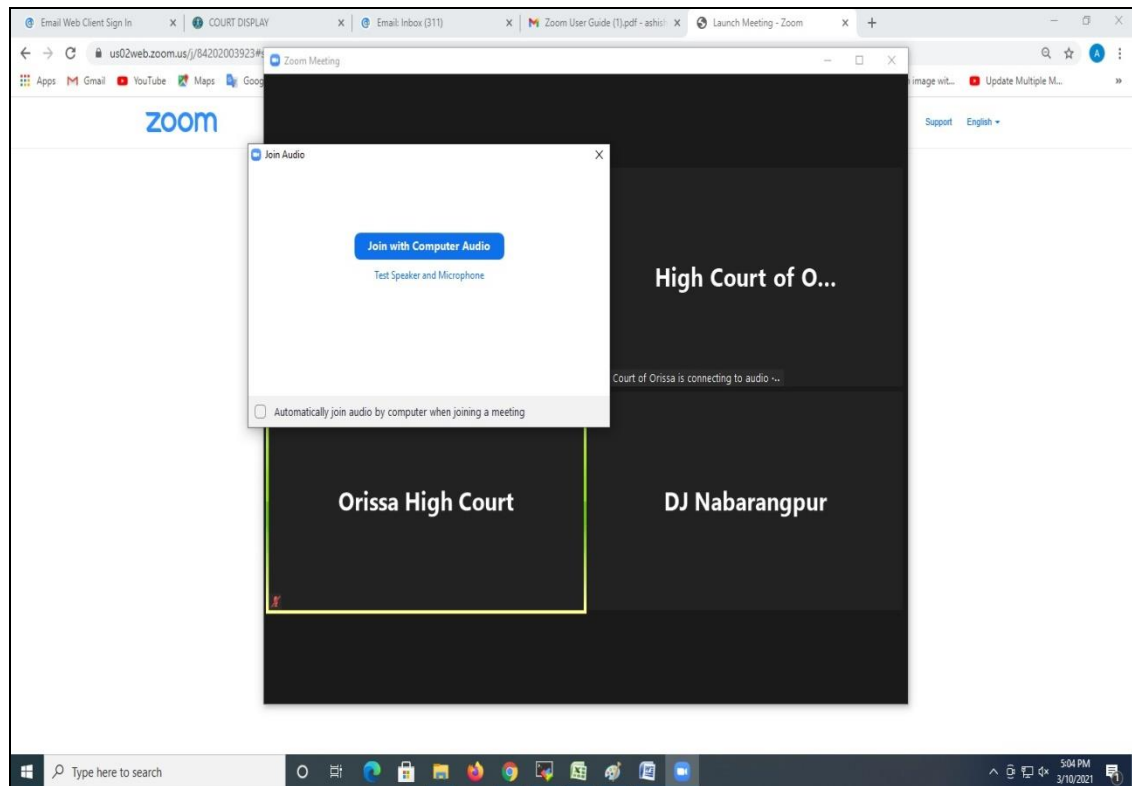 Email Web Client Sign In
COURT DISPLAY
Email: Inbox (311)
Zoom User Guide (1).pdf - ashish
Launch Meeting - Zoom
us02web.zoom.us/j/84202003923#s
Apps
Gmail
YouTube
Maps
Goog
image wit...
Update Multiple M...
zoom
Support
English
Zoom Meeting
Join Audio
Join with Computer Audio
Test Speaker and Microphone
Automatically join audio by computer when joining a meeting
High Court of O...
Court of Orissa is connecting to audio ·..
Orissa High Court
DJ Nabarangpur
Type here to search
5:04 PM
3/10/2021